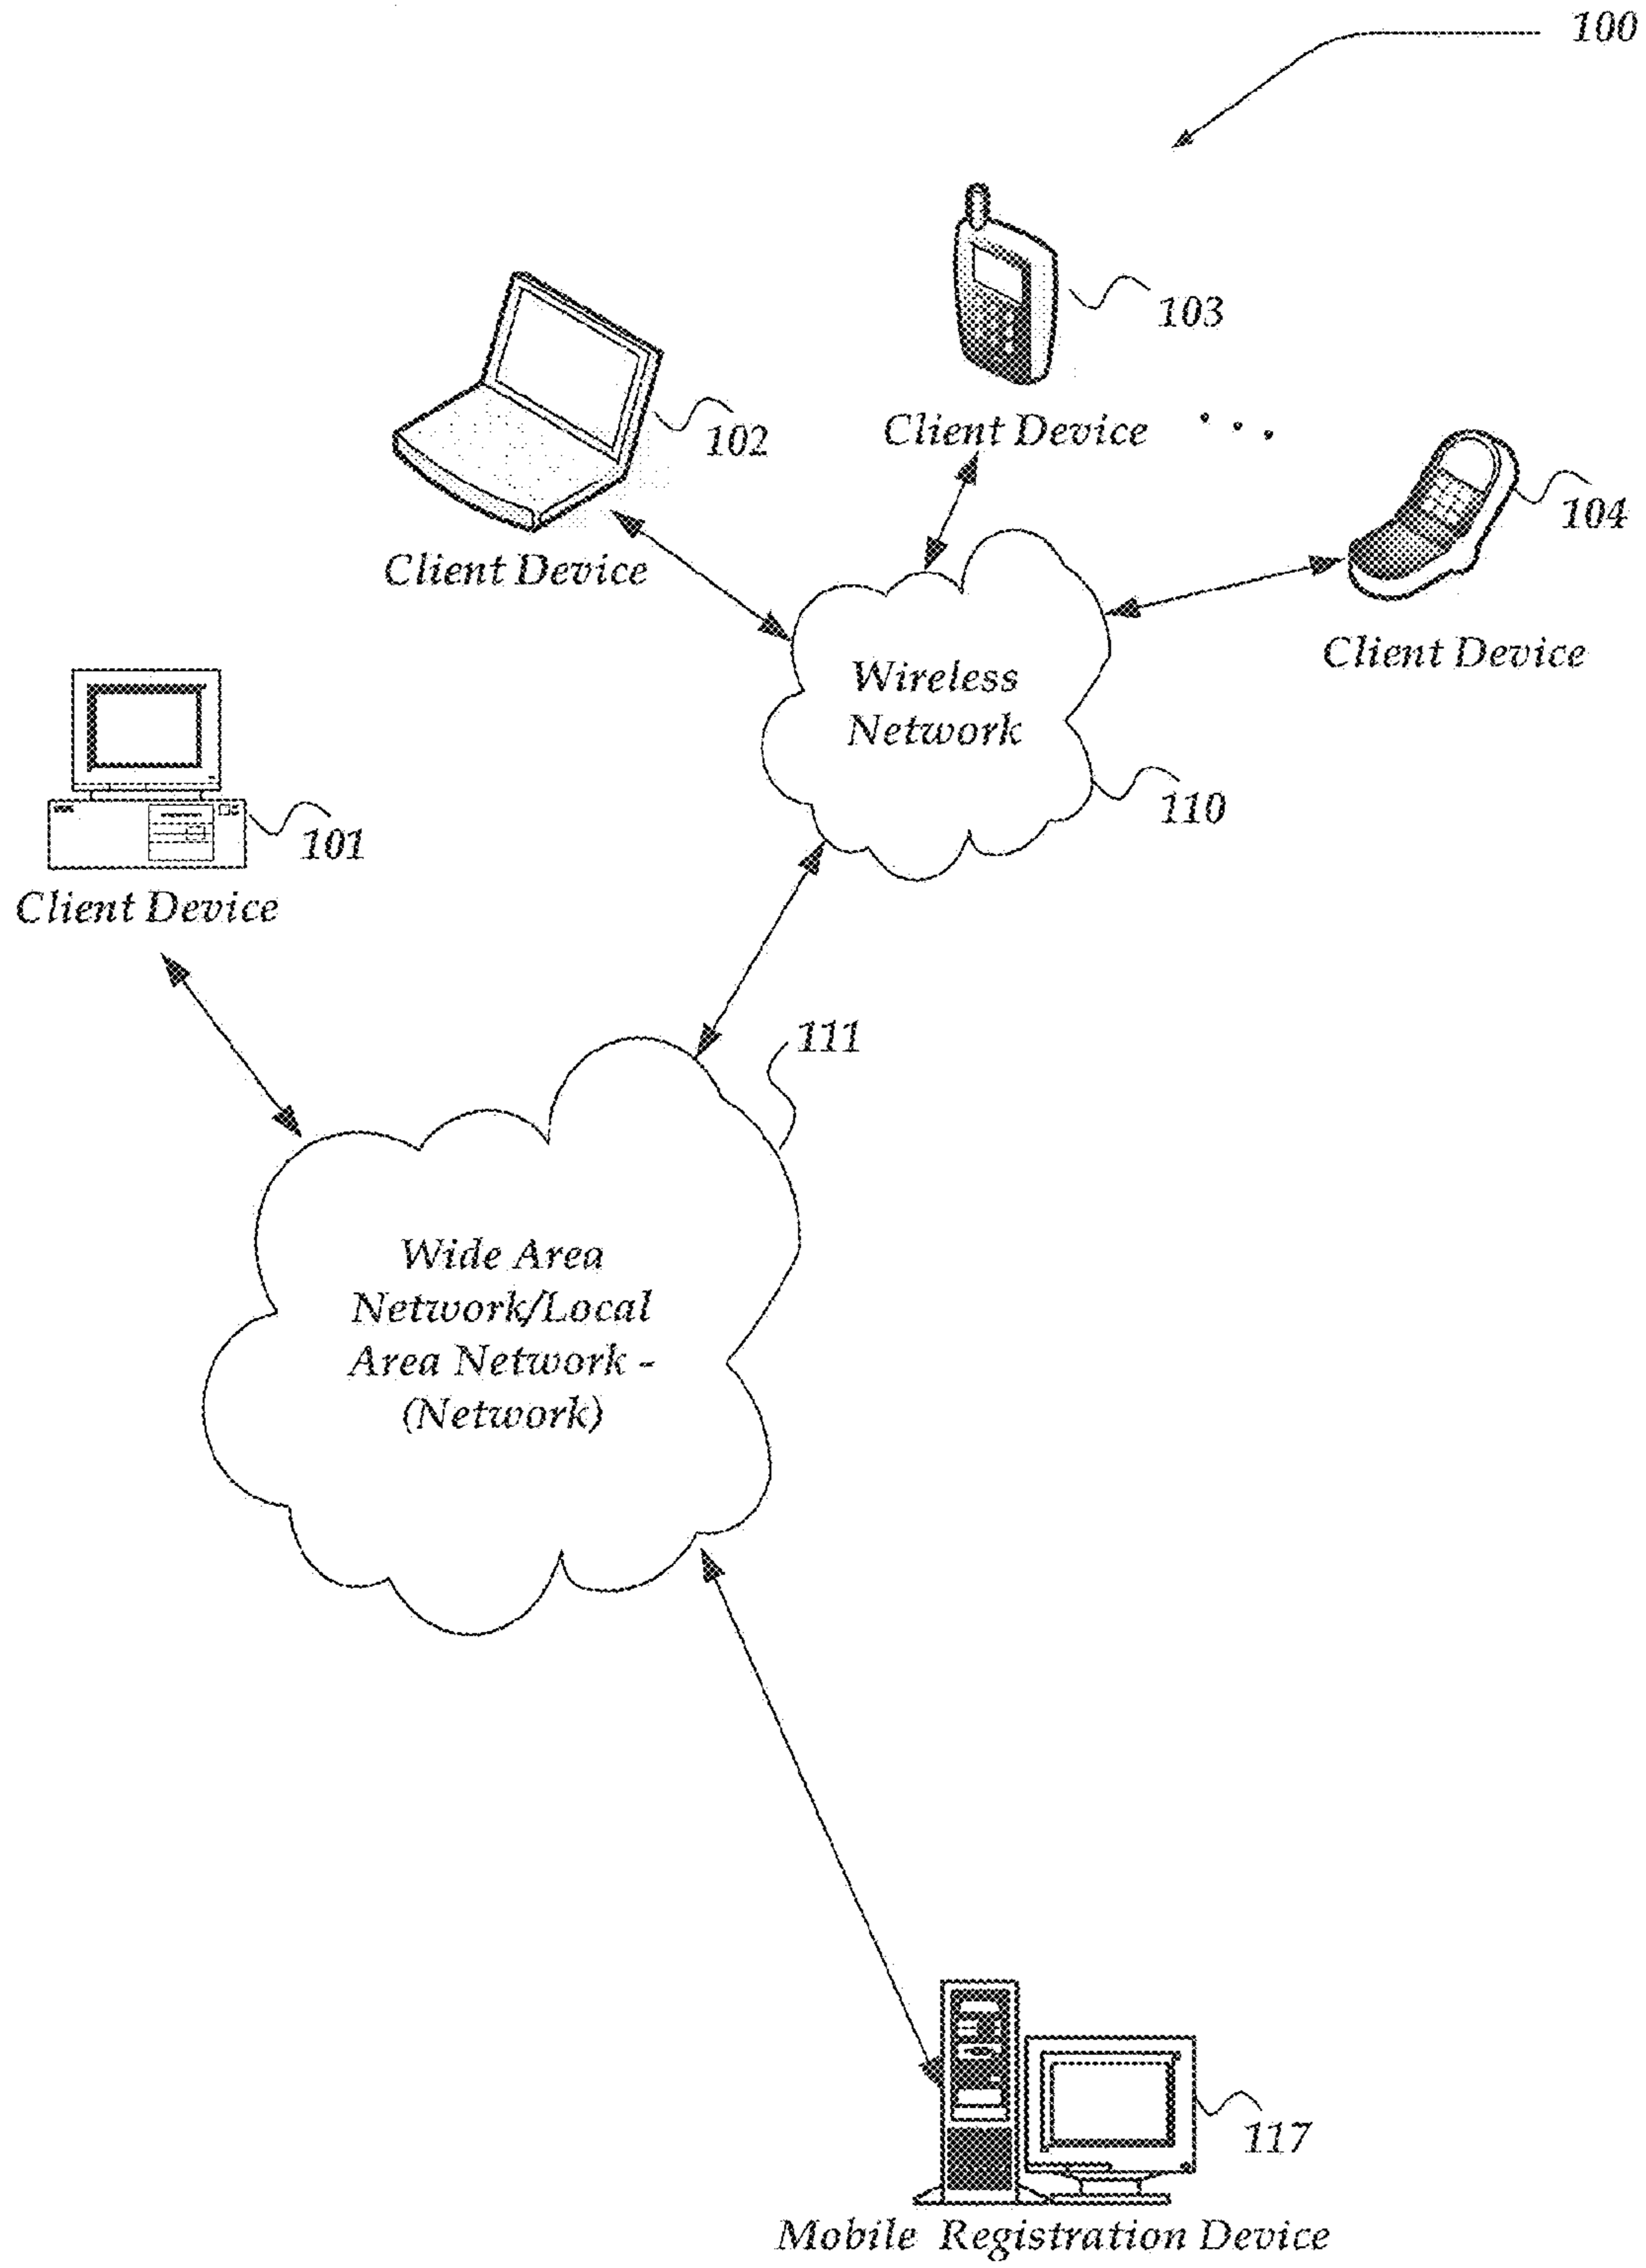 100
103
Client Device . . .
102
104
Client Device
Client Device
Wireless
Network
110
101
Client Device
111
Wide Area
Network/Local
Area Network -
(Network)
117
Mobile Registration Device